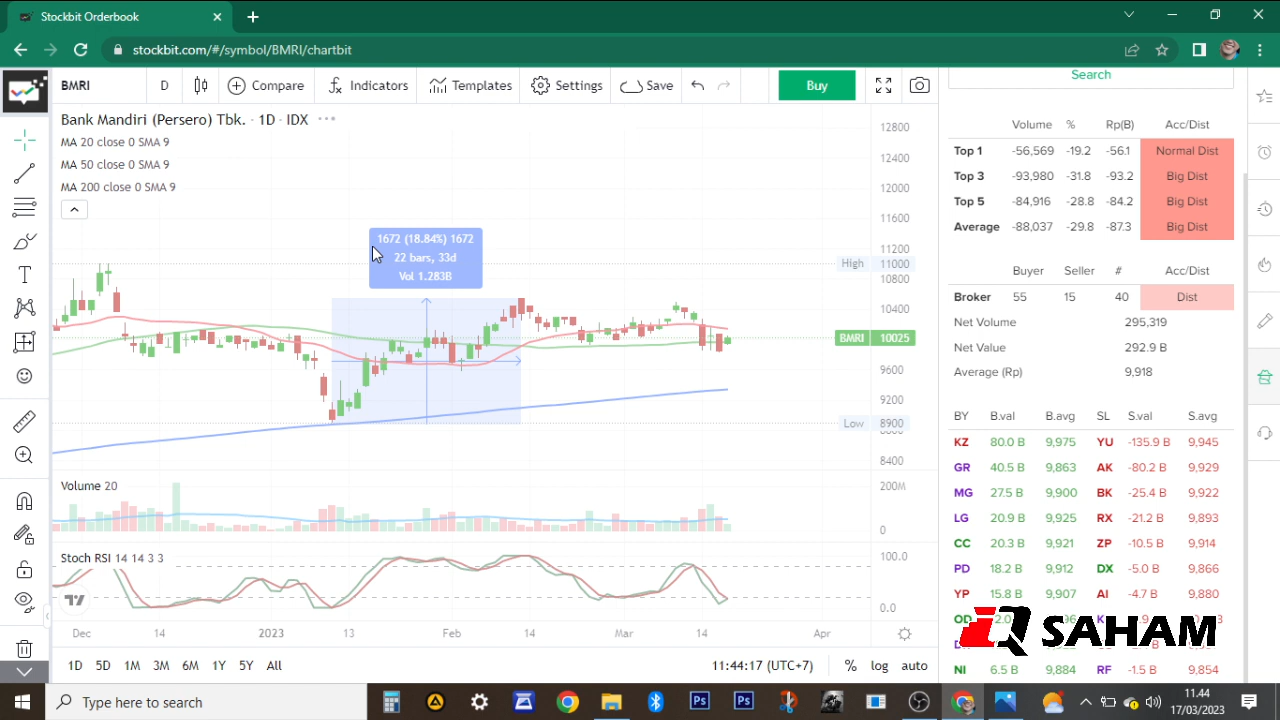 Stockbit Orderbook
stockbit.com/#/symbol/BMRI/chartbit
BMRI D Compare Indicators Templates Settings Save Buy
Bank Mandiri (Persero) Tbk. · 1D · IDX
MA 20 close 0 SMA 9
MA 50 close 0 SMA 9
MA 200 close 0 SMA 9
1672 (18.84%) 1672
22 bars, 33d
Vol 1.283B
12800
12400
12000
11600
11200
High 11000
10800
10400
BMRI 10025
9600
9200
Low 8900
8400
Volume 20
200M
0
Stoch RSI 14 14 3 3
100.0
0.0
Dec 14 2023 13 Feb 14 Mar 14 Apr
1D 5D 1M 3M 6M 1Y 5Y All 11:44:17 (UTC+7) % log auto
Search
Volume % Rp(B) Acc/Dist
Top 1 -56,569 -19.2 -56.1 Normal Dist
Top 3 -93,980 -31.8 -93.2 Big Dist
Top 5 -84,916 -28.8 -84.2 Big Dist
Average -88,037 -29.8 -87.3 Big Dist
Buyer Seller # Acc/Dist
Broker 55 15 40 Dist
Net Volume 295,319
Net Value 292.9 B
Average (Rp) 9,918
BY B.val B.avg SL S.val S.avg
KZ 80.0 B 9,975 YU -135.9 B 9,945
GR 40.5 B 9,863 AK -80.2 B 9,929
MG 27.5 B 9,900 BK -25.4 B 9,922
LG 20.9 B 9,925 RX -21.2 B 9,893
CC 20.3 B 9,921 ZP -10.5 B 9,914
PD 18.2 B 9,912 DX -5.0 B 9,866
YP 15.8 B 9,907 AI -4.7 B 9,880
NI 6.5 B 9,884 RF -1.5 B 9,854
iQ SAHAM
Type here to search
11.44
17/03/2023